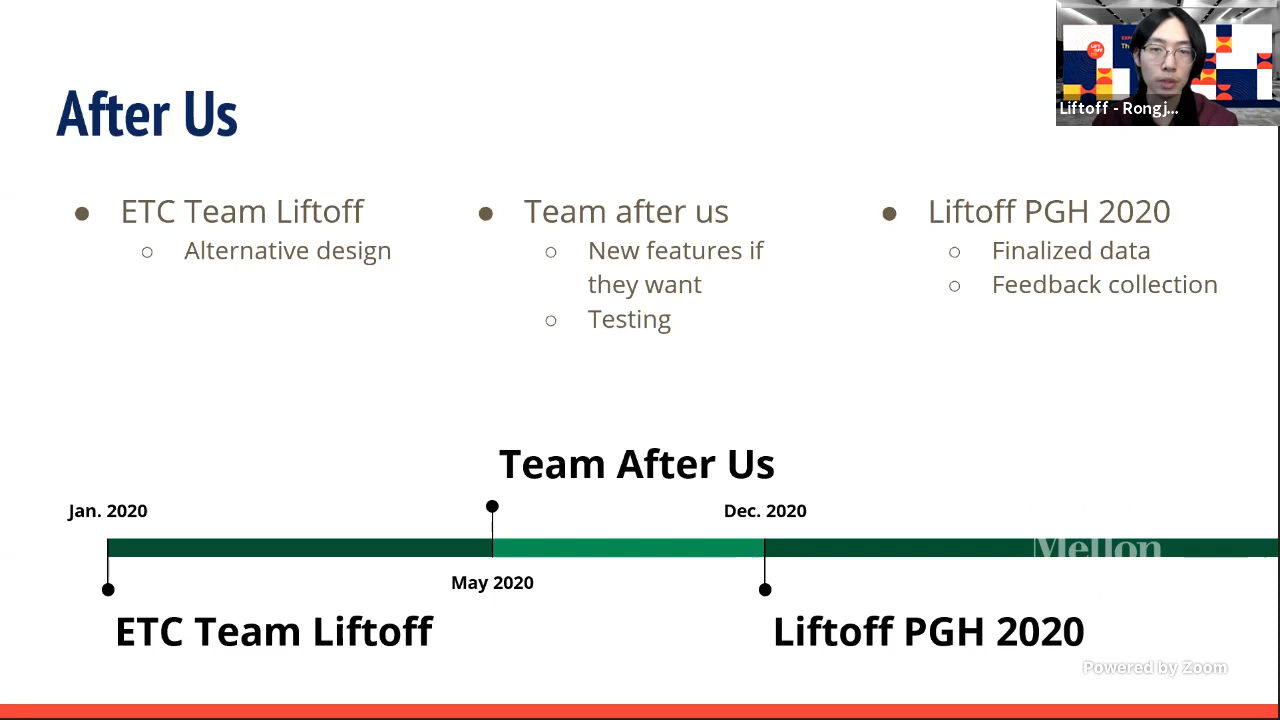 After Us
Liftoff - Rongj...
ETC Team Liftoff
Alternative design
Team after us
New features if
they want
Testing
Liftoff PGH 2020
Finalized data
Feedback collection
Team After Us
Jan. 2020
Dec. 2020
Mellon
May 2020
ETC Team Liftoff
Liftoff PGH 2020
Powered by Zoom